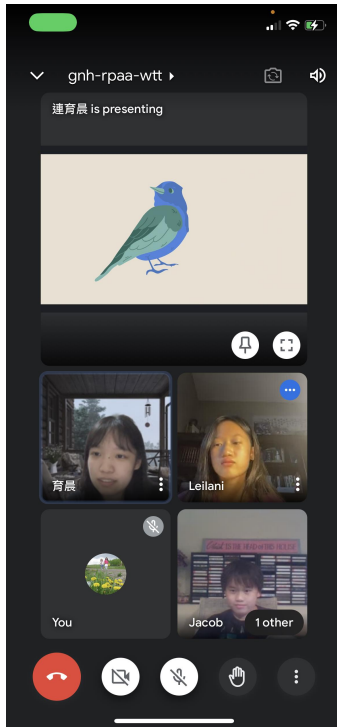 gnh-rpaa-wtt
連育晨 is presenting
育晨
Leilani
You
Jacob
1 other